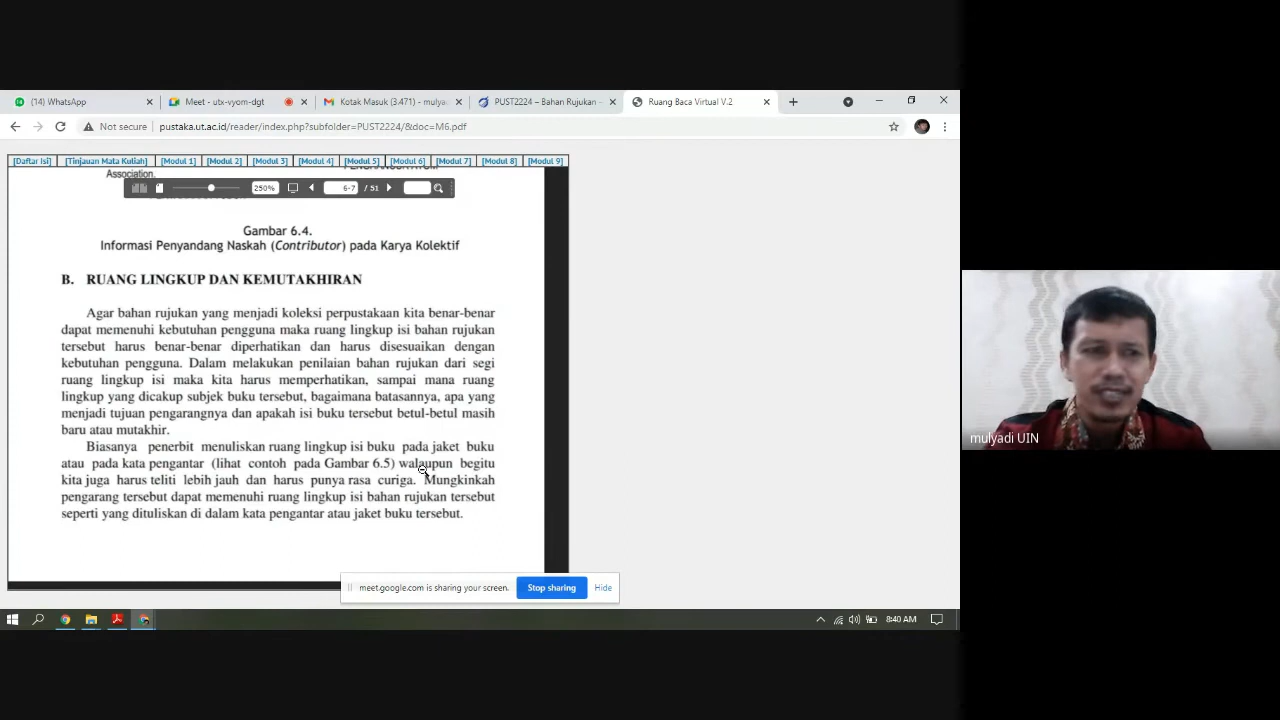 (14) WhatsApp
Meet - utx-vyom-dgt
Kotak Masuk (3.471) - mulya
PUST2224 – Bahan Rujukan –
Ruang Baca Virtual V.2
Not secure
pustaka.ut.ac.id/reader/index.php?subfolder=PUST2224/&doc=M6.pdf
[Daftar Isi] [Tinjauan Mata Kuliah] [Modul 1] [Modul 2] [Modul 3] [Modul 4] [Modul 5] [Modul 6] [Modul 7] [Modul 8] [Modul 9]
Association.
250% 6-7 / 51
Gambar 6.4.
Informasi Penyandang Naskah (Contributor) pada Karya Kolektif
B. RUANG LINGKUP DAN KEMUTAKHIRAN
Agar bahan rujukan yang menjadi koleksi perpustakaan kita benar-benar
dapat memenuhi kebutuhan pengguna maka ruang lingkup isi bahan rujukan
tersebut harus benar-benar diperhatikan dan harus disesuaikan dengan
kebutuhan pengguna. Dalam melakukan penilaian bahan rujukan dari segi
ruang lingkup isi maka kita harus memperhatikan, sampai mana ruang
lingkup yang dicakup subjek buku tersebut, bagaimana batasannya, apa yang
menjadi tujuan pengarangnya dan apakah isi buku tersebut betul-betul masih
baru atau mutakhir.
Biasanya penerbit menuliskan ruang lingkup isi buku pada jaket buku
atau pada kata pengantar (lihat contoh pada Gambar 6.5) walaupun begitu
kita juga harus teliti lebih jauh dan harus punya rasa curiga. Mungkinkah
pengarang tersebut dapat memenuhi ruang lingkup isi bahan rujukan tersebut
seperti yang dituliskan di dalam kata pengantar atau jaket buku tersebut.
mulyadi UIN
meet.google.com is sharing your screen.
Stop sharing
Hide
8:40 AM